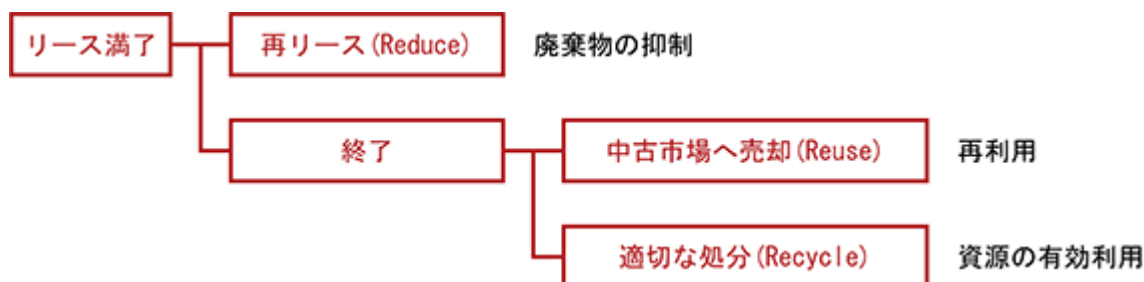 リース満了
再リース(Reduce)
廃棄物の抑制
終了
中古市場へ売却(Reuse)
再利用
適切な処分(Recycle)
資源の有効利用